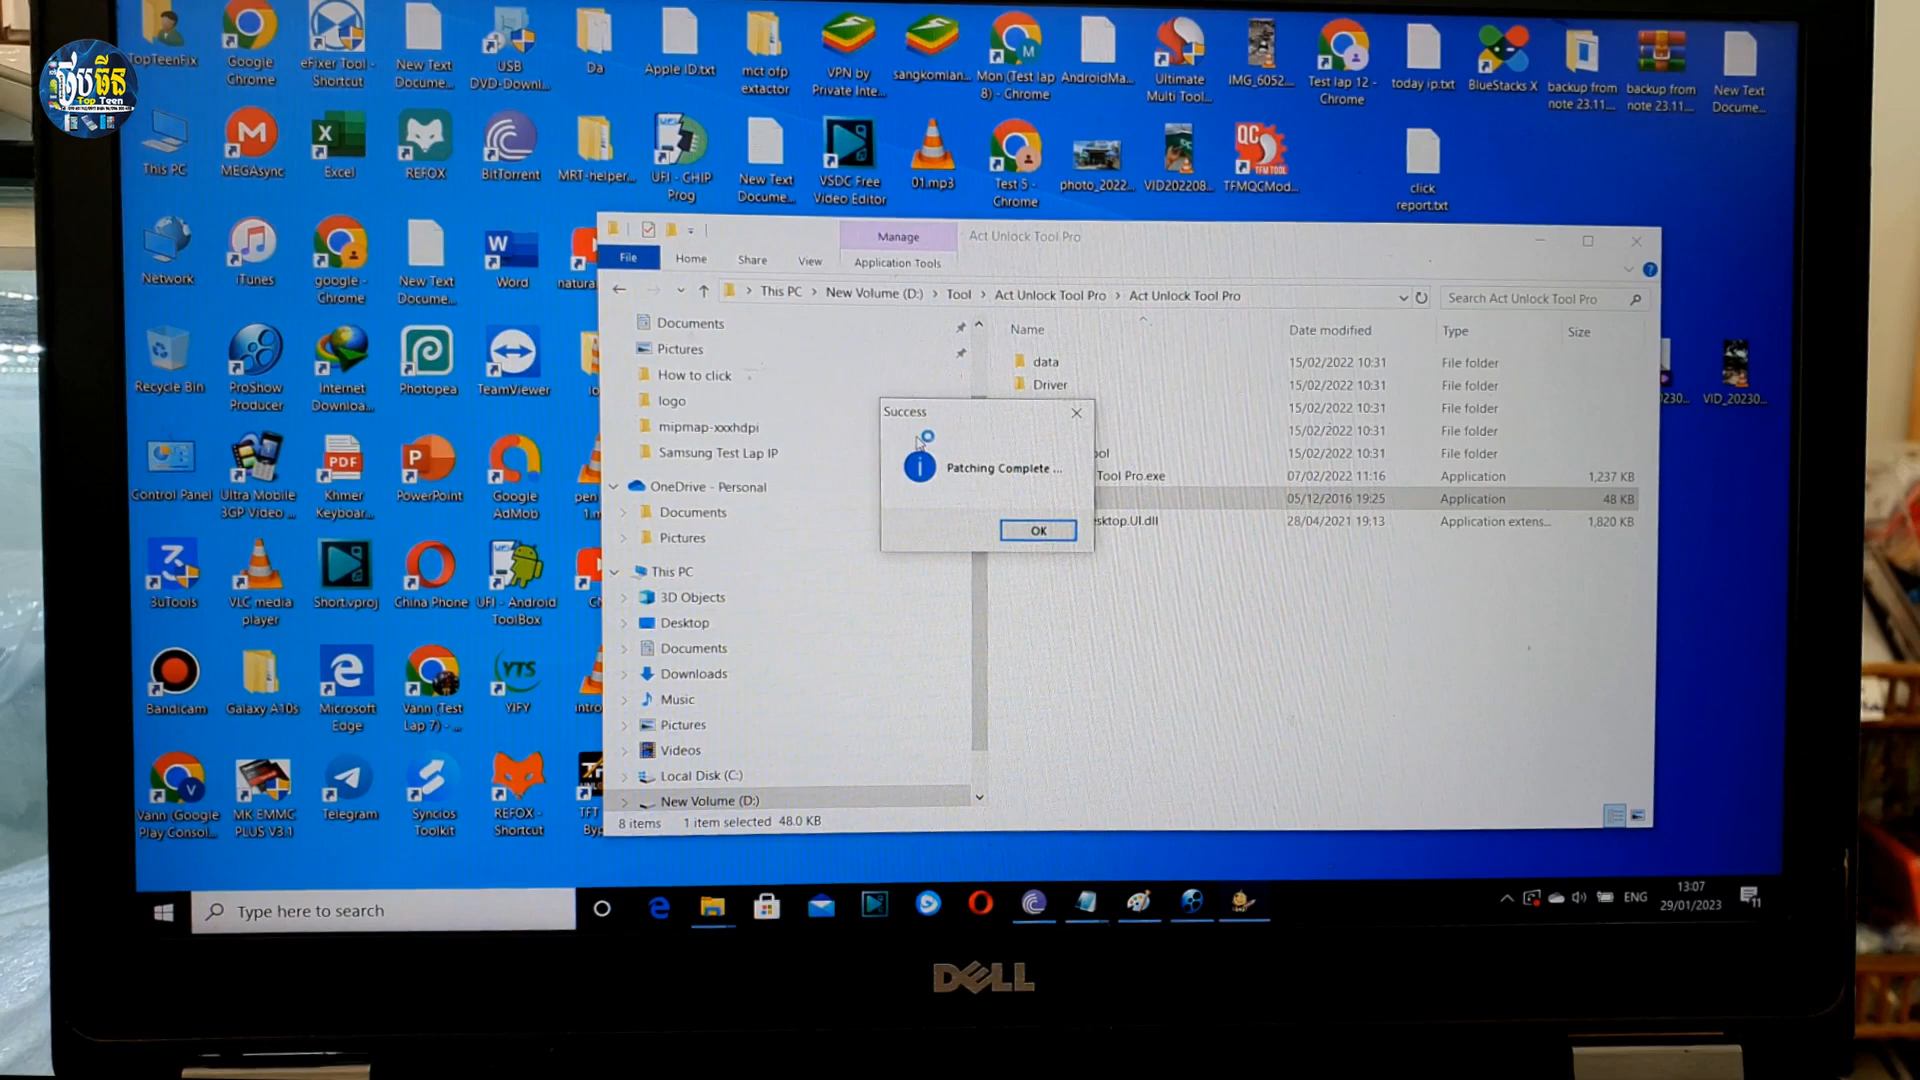 ថិបធីន
Top Teen
TopTeenFix
Google
Chrome
eFixer Tool -
Shortcut
New Text
Docume...
USB
DVD-Downl...
Da
Apple ID.txt
mct ofp
extactor
VPN by
Private Inte...
sangkomian...
Mon (Test lap
8) - Chrome
AndroidMa...
Ultimate
Multi Tool...
IMG_6052...
Test lap 12 -
Chrome
today ip.txt
BlueStacks X
backup from
note 23.11....
backup from
note 23.11....
New Text
Docume...
This PC
MEGAsync
Excel
REFOX
BitTorrent
MRT-helper...
UFI - CHIP
Prog
New Text
Docume...
VSDC Free
Video Editor
01.mp3
Test 5 -
Chrome
photo_2022...
VID202208...
QC
TFM TOOL
TFMQCMod...
click
report.txt
Network
iTunes
google -
Chrome
New Text
Docume...
Word
natura
Recycle Bin
ProShow
Producer
Internet
Downloa...
Photopea
TeamViewer
Control Panel
Ultra Mobile
3GP Video ...
PDF
Khmer
Keyboar...
PowerPoint
Google
AdMob
pen
3uTools
VLC media
player
Short.vproj
China Phone
UFI - Android
ToolBox
Bandicam
Galaxy A10s
Microsoft
Edge
Vann (Test
Lap 7) - ...
YTS
YIFY
intro
Vann (Google
Play Consol...
MK EMMC
PLUS V3.1
Telegram
Syncios
Toolkit
REFOX -
Shortcut
TFT
Byp
VID_20230...
Manage
Act Unlock Tool Pro
File
Home
Share
View
Application Tools
This PC > New Volume (D:) > Tool > Act Unlock Tool Pro > Act Unlock Tool Pro
Search Act Unlock Tool Pro
Documents
Pictures
How to click
logo
mipmap-xxxhdpi
Samsung Test Lap IP
OneDrive - Personal
Documents
Pictures
This PC
3D Objects
Desktop
Documents
Downloads
Music
Pictures
Videos
Local Disk (C:)
New Volume (D:)
Name Date modified Type Size
data 15/02/2022 10:31 File folder
Driver 15/02/2022 10:31 File folder
15/02/2022 10:31 File folder
15/02/2022 10:31 File folder
ool 15/02/2022 10:31 File folder
Tool Pro.exe 07/02/2022 11:16 Application 1,237 KB
05/12/2016 19:25 Application 48 KB
esktop.UI.dll 28/04/2021 19:13 Application extens... 1,820 KB
Success
Patching Complete ...
OK
8 items 1 item selected 48.0 KB
Type here to search
ENG
13:07
29/01/2023
11
DELL